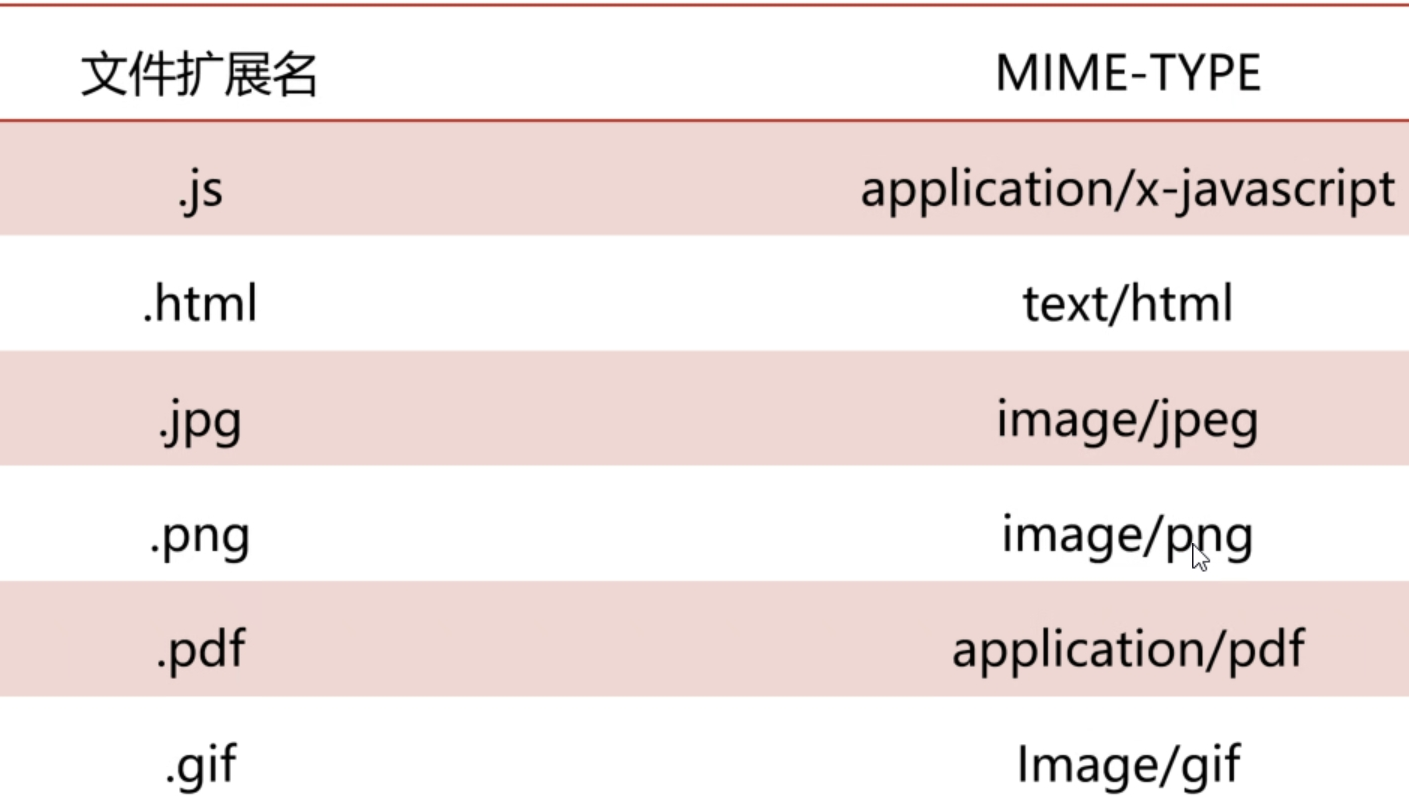 文件扩展名 MIME-TYPE
.js application/x-javascript
.html text/html
.jpg image/jpeg
.png image/png
.pdf application/pdf
.gif Image/gif